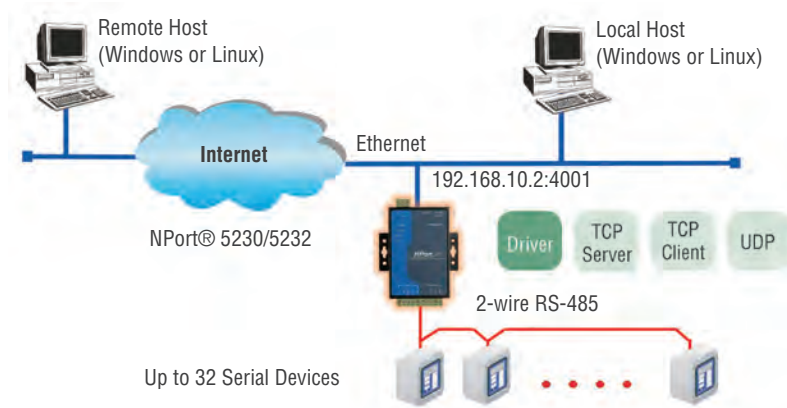 Remote Host
(Windows or Linux)
Local Host
(Windows or Linux)
Internet
Ethernet
192.168.10.2:4001
NPort® 5230/5232
Driver
TCP
Server
TCP
Client
UDP
NPort
2-wire RS-485
Up to 32 Serial Devices